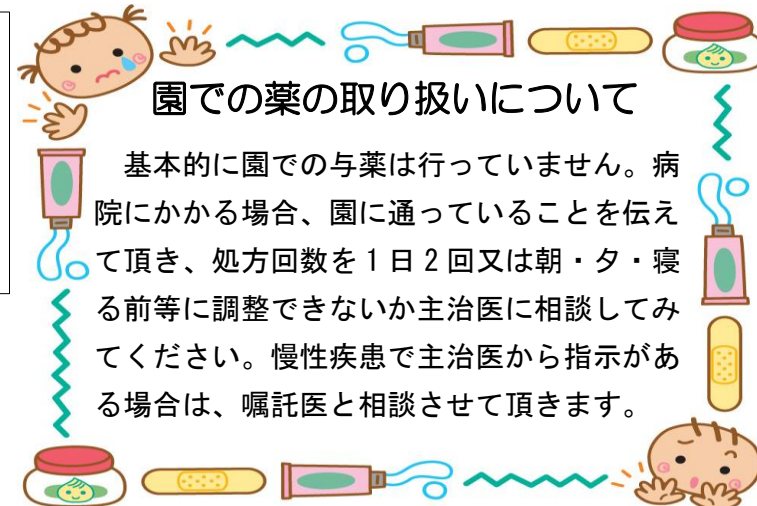 園での薬の取り扱いについて
　基本的に園での与薬は行っていません。病
院にかかる場合、園に通っていることを伝え
て頂き、処方回数を1日2回又は朝・夕・寝
る前等に調整できないか主治医に相談してみ
てください。慢性疾患で主治医から指示があ
る場合は、嘱託医と相談させて頂きます。